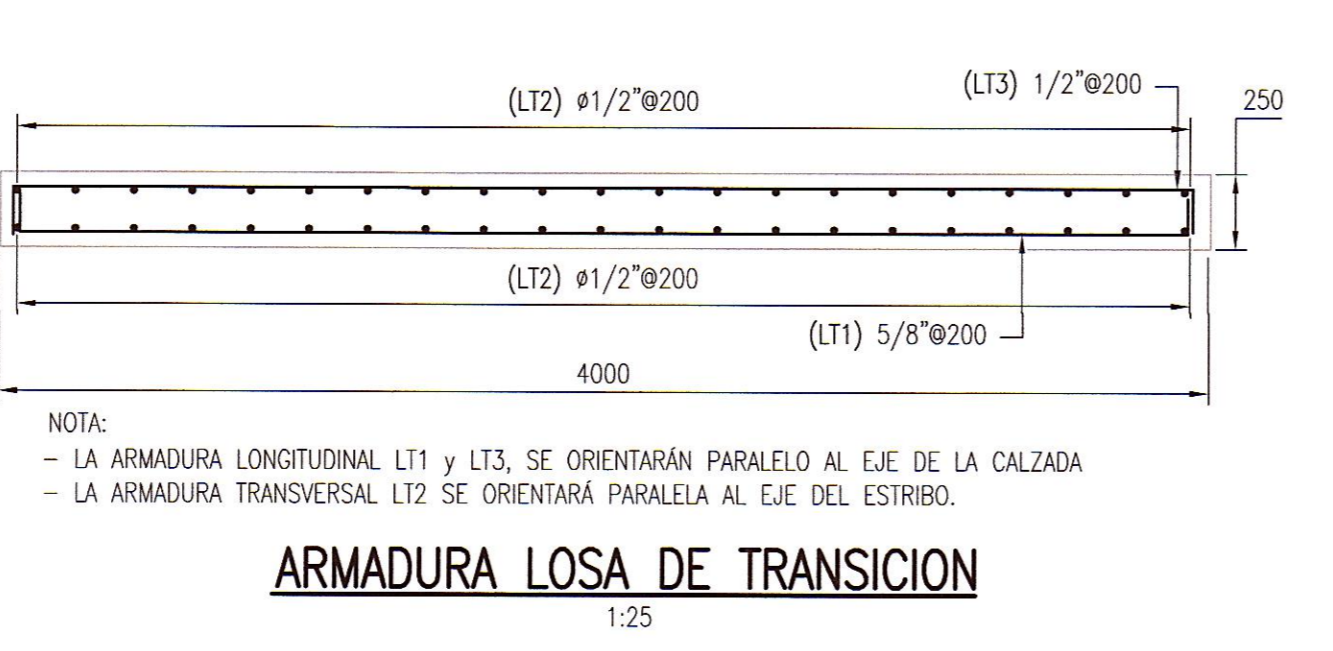 (LT2) ø1/2"@200
(LT3) 1/2"@200
250
(LT2) ø1/2"@200
(LT1) 5/8"@200
4000
NOTA:
- LA ARMADURA LONGITUDINAL LT1 y LT3, SE ORIENTARÁN PARALELO AL EJE DE LA CALZADA
- LA ARMADURA TRANSVERSAL LT2 SE ORIENTARÁ PARALELA AL EJE DEL ESTRIBO.
ARMADURA LOSA DE TRANSICION
1:25